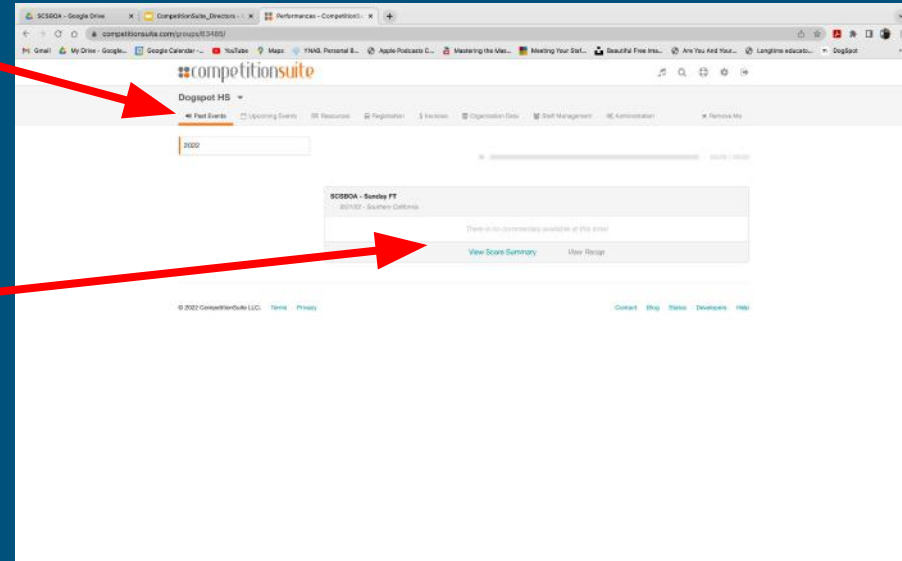 SCSBOA - Google Drive
CompetitionSuite_Directors -
Performances - CompetitionS
competitionsuite.com/groups/63485/
Gmail
My Drive - Google...
Google Calendar -...
YouTube
Maps
YNAB. Personal B...
Apple Podcasts C...
Mastering the Mas...
Meeting Your Staf...
Beautiful Free Ima...
Are You And Your...
Longtime educato...
DogSpot
competitionsuite
Dogspot HS
Past Events Upcoming Events Resources Registration Invoices Organization Data Staff Management Administration Remove Me
2022
SCSBOA - Sunday FT
Southern California
There is no commentary available at this time!
View Score Summary View Recap
© 2022 CompetitionSuite LLC. Terms Privacy
Contact Blog Status Developers Help